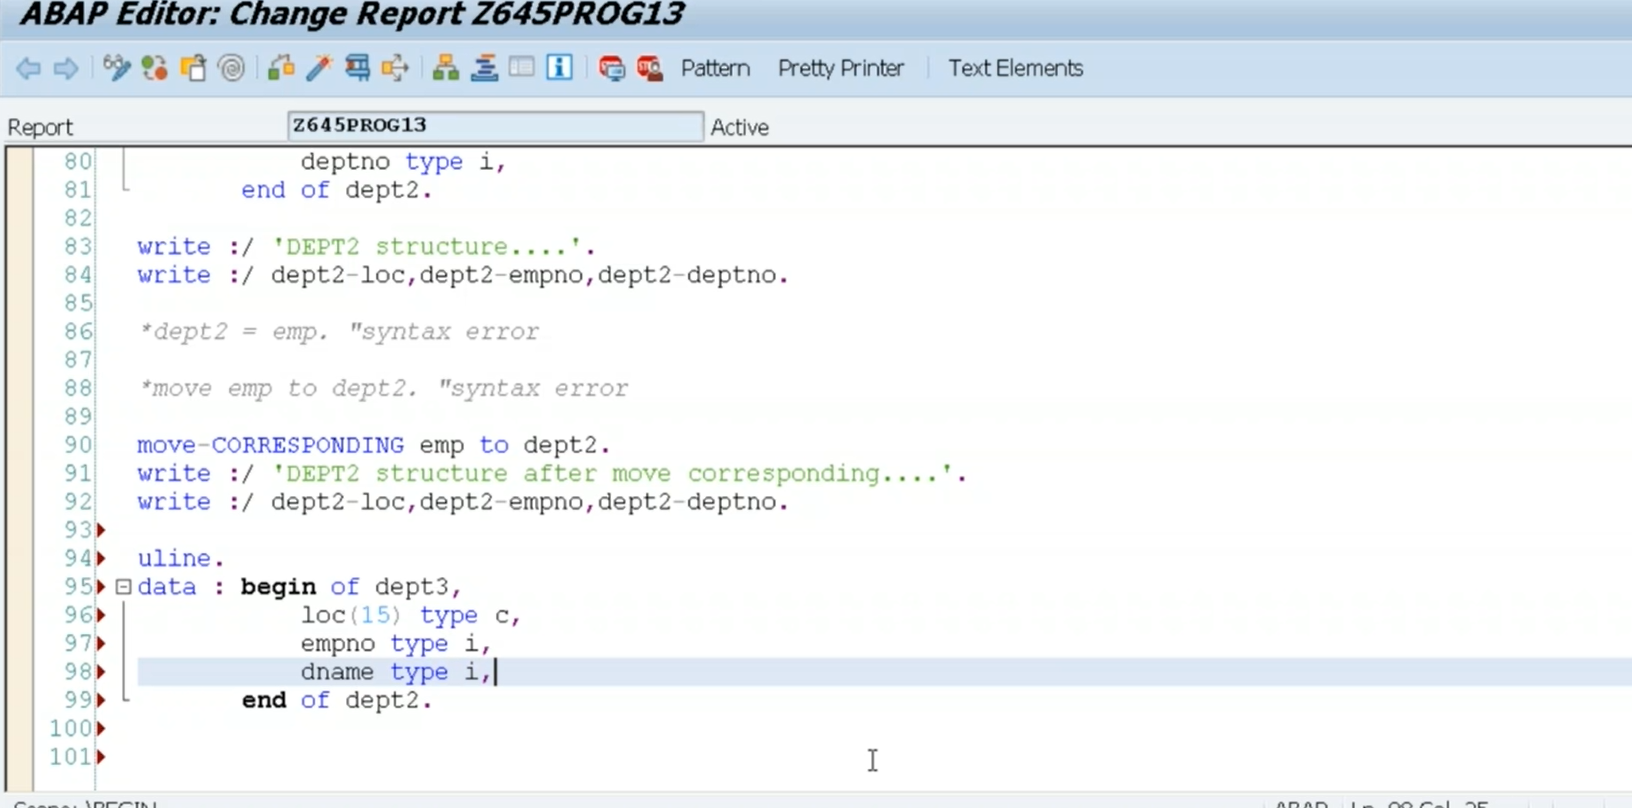 ABAP Editor: Change Report Z645PROG13
Pattern Pretty Printer Text Elements
Report Z645PROG13 Active
80 deptno type i,
81 end of dept2.
82
83 write :/ 'DEPT2 structure....'.
84 write :/ dept2-loc,dept2-empno,dept2-deptno.
85
86 *dept2 = emp. "syntax error
87
88 *move emp to dept2. "syntax error
89
90 move-CORRESPONDING emp to dept2.
91 write :/ 'DEPT2 structure after move corresponding....'.
92 write :/ dept2-loc,dept2-empno,dept2-deptno.
93
94 uline.
95 data : begin of dept3,
96 loc(15) type c,
97 empno type i,
98 dname type i,
99 end of dept2.
100
101
Scope: \BEGIN ABAP Ln 98 Col 25